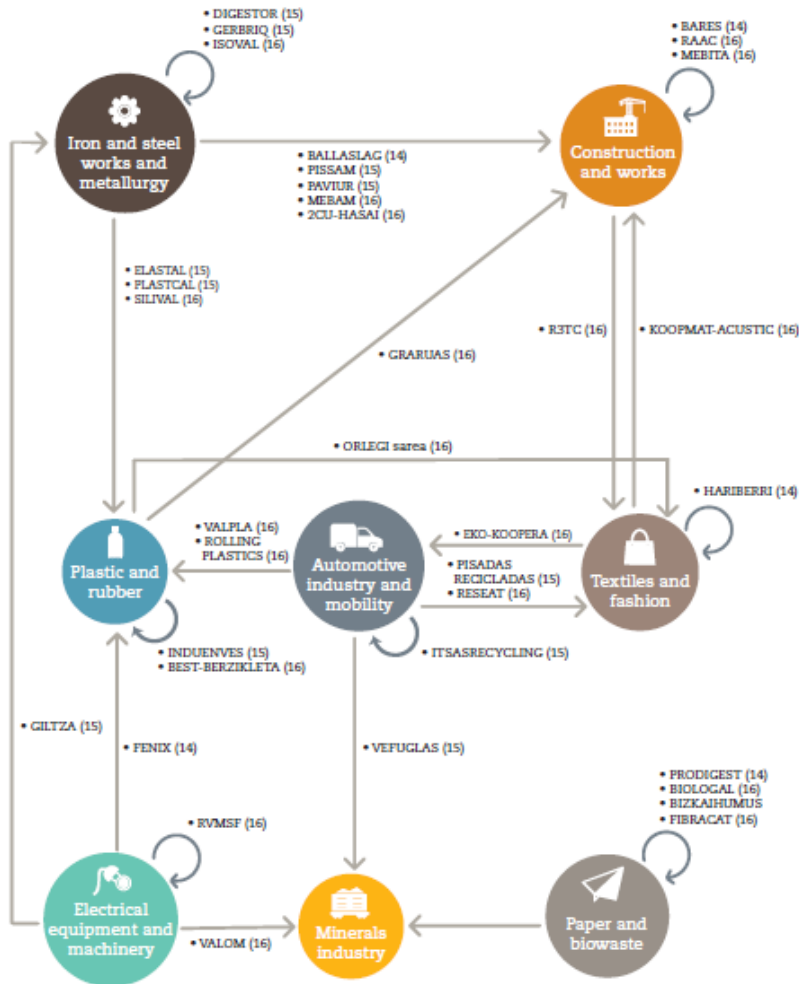 • DIGESTOR (15)
• GERBRIQ (15)
• ISOVAL (16)
• BARES (14)
• RAAC (16)
• MEBITA (16)
Iron and steel
works and
metallurgy
Construction
and works
• BALLASLAG (14)
• PISSAM (15)
• PAVIUR (15)
• MEBAM (16)
• 2CU-HASAI (16)
• ELASTAL (15)
• PLASTCAL (15)
• SILIVAL (16)
• GRARUAS (16)
• R3TC (16)
• KOOPMAT-ACUSTIC (16)
• ORLEGI sarea (16)
• HARIBERRI (14)
• VALPLA (16)
• ROLLING
PLASTICS (16)
• EKO-KOOPERA (16)
• PISADAS
RECICLADAS (15)
• RESEAT (16)
Plastic and
rubber
Automotive
industry and
mobility
Textiles and
fashion
• INDUENVES (15)
• BEST-BERZIKLETA (16)
• ITSASRECYCLING (15)
• GILTZA (15)
• FENIX (14)
• VEFUGLAS (15)
• PRODIGEST (14)
• BIOLOGAL (16)
• BIZKAIHUMUS
• FIBRACAT (16)
• RVMSF (16)
Electrical
equipment and
machinery
• VALOM (16)
Minerals
industry
Paper and
biowaste